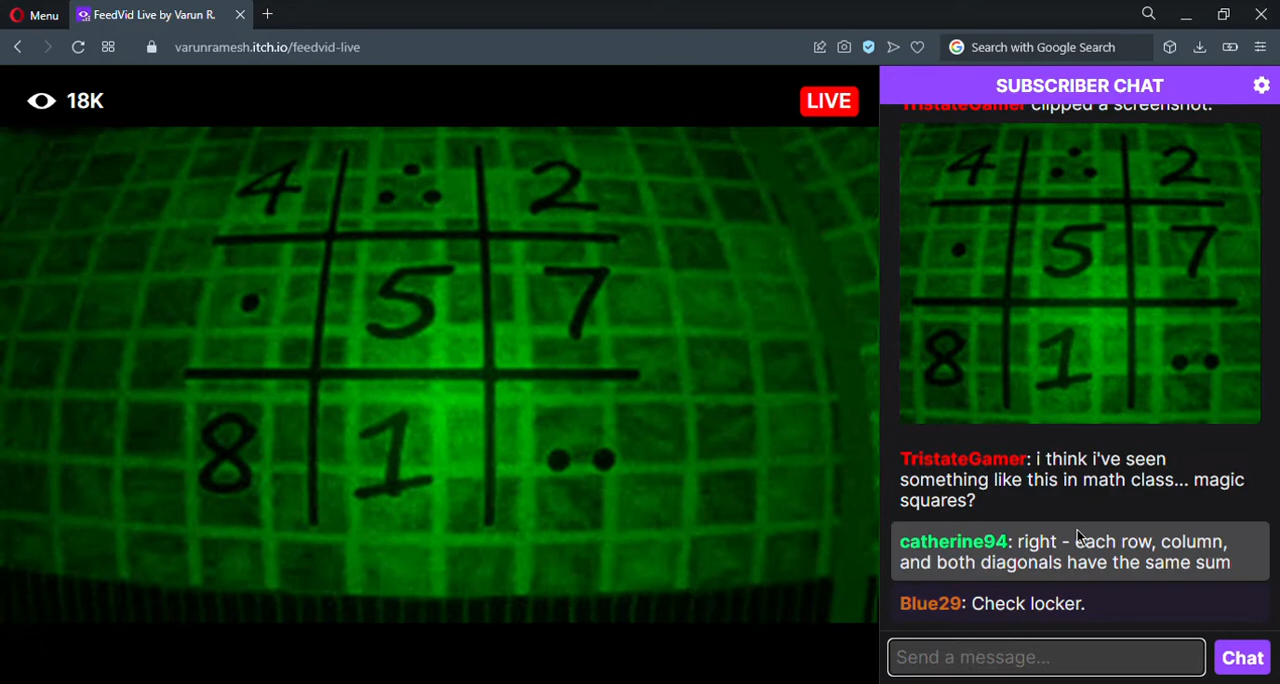 Menu
FeedVid Live by Varun R.
varunramesh.itch.io/feedvid-live
Search with Google Search
18K
LIVE
4 2
5 7
8 1
SUBSCRIBER CHAT
TristateGamer clipped a screenshot.
4 2
5 7
8 1
TristateGamer: i think i've seen
something like this in math class... magic
squares?
catherine94: right - each row, column,
and both diagonals have the same sum
Blue29: Check locker.
Send a message...
Chat